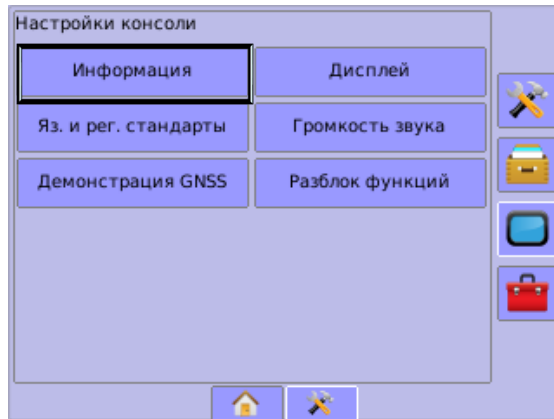 Настройки консоли
Информация
Дисплей
Яз. и рег. стандарты
Громкость звука
Демонстрация GNSS
Разблок функций